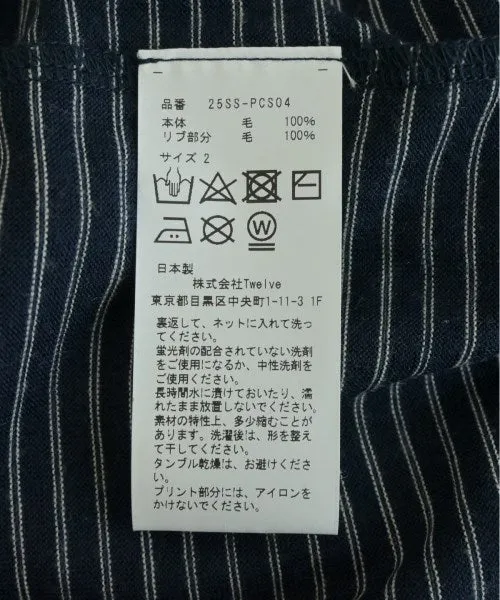 品番 25SS-PCS04
本体 毛 100%
リブ部分 毛 100%
サイズ 2
日本製
株式会社Twelve
東京都目黒区中央町1-11-3 1F
裏返して、ネットに入れて洗っ
てください。
蛍光剤の配合されていない洗剤
をご使用になるか、中性洗剤を
ご使用ください。
長時間水に漬けておいたり、濡
れたまま放置しないでください。
素材の特性上、多少縮むことが
あります。洗濯後は、形を整え
て干してください。
タンブル乾燥は、お避けくださ
い。
プリント部分には、アイロンを
かけないでください。